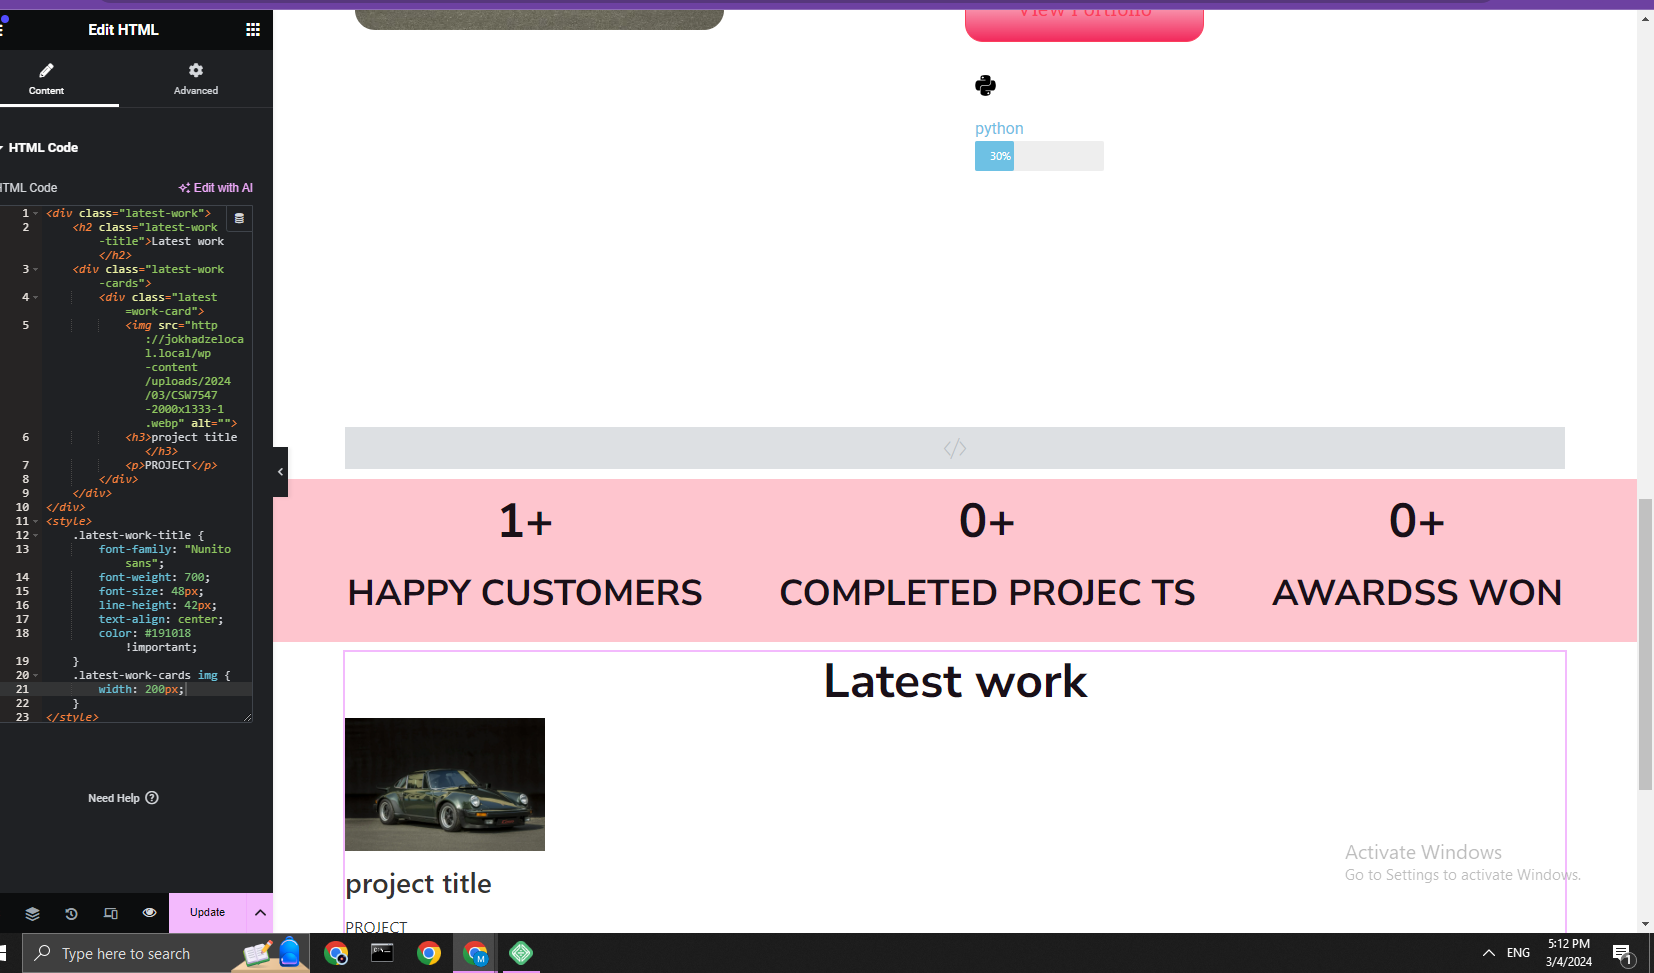 Edit HTML
Content
Advanced
HTML Code
HTML Code
Edit with AI
1 <div class="latest-work">
2 <h2 class="latest-work
-title">Latest work
</h2>
3 <div class="latest-work
-cards">
4 <div class="latest
=work-card">
5 <img src="http
://jokhadzeloca
l.local/wp
-content
/uploads/2024
/03/CSW7547
-2000x1333-1
.webp" alt="">
6 <h3>project title
</h3>
7 <p>PROJECT</p>
8 </div>
9 </div>
10 </div>
11 <style>
12 .latest-work-title {
13 font-family: "Nunito
sans";
14 font-weight: 700;
15 font-size: 48px;
16 line-height: 42px;
17 text-align: center;
18 color: #191018
!important;
19 }
20 .latest-work-cards img {
21 width: 200px;
22 }
23 </style>
Need Help
Update
View Portfolio
python
30%
1+
0+
0+
HAPPY CUSTOMERS
COMPLETED PROJEC TS
AWARDSS WON
Latest work
project title
PROJECT
Activate Windows
Go to Settings to activate Windows.
Type here to search
M
ENG
5:12 PM
3/4/2024
1